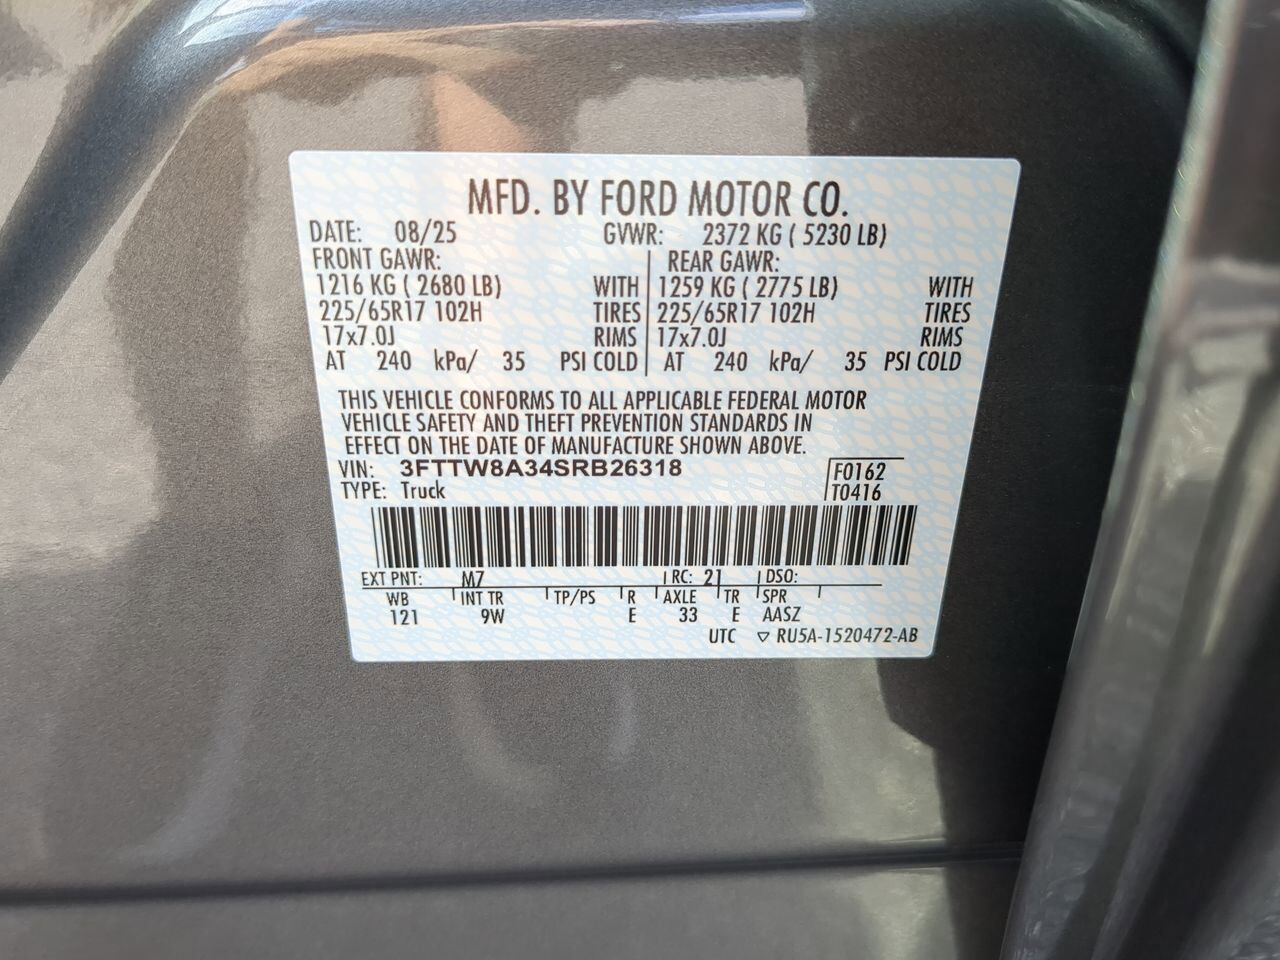 MFD. BY FORD MOTOR CO.
DATE: 08/25 GVWR: 2372 KG ( 5230 LB)
FRONT GAWR: REAR GAWR:
1216 KG ( 2680 LB) WITH 1259 KG ( 2775 LB) WITH
225/65R17 102H TIRES 225/65R17 102H TIRES
17x7.0J RIMS 17x7.0J RIMS
AT 240 kPa/ 35 PSI COLD AT 240 kPa/ 35 PSI COLD
THIS VEHICLE CONFORMS TO ALL APPLICABLE FEDERAL MOTOR
VEHICLE SAFETY AND THEFT PREVENTION STANDARDS IN
EFFECT ON THE DATE OF MANUFACTURE SHOWN ABOVE.
VIN: 3FTTW8A34SRB26318 F0162
TYPE: Truck T0416
EXT PNT: M7 RC: 21 DSO:
WB INT TR TP/PS R AXLE TR SPR
121 9W E 33 E AASZ
UTC ▽ RU5A-1520472-AB